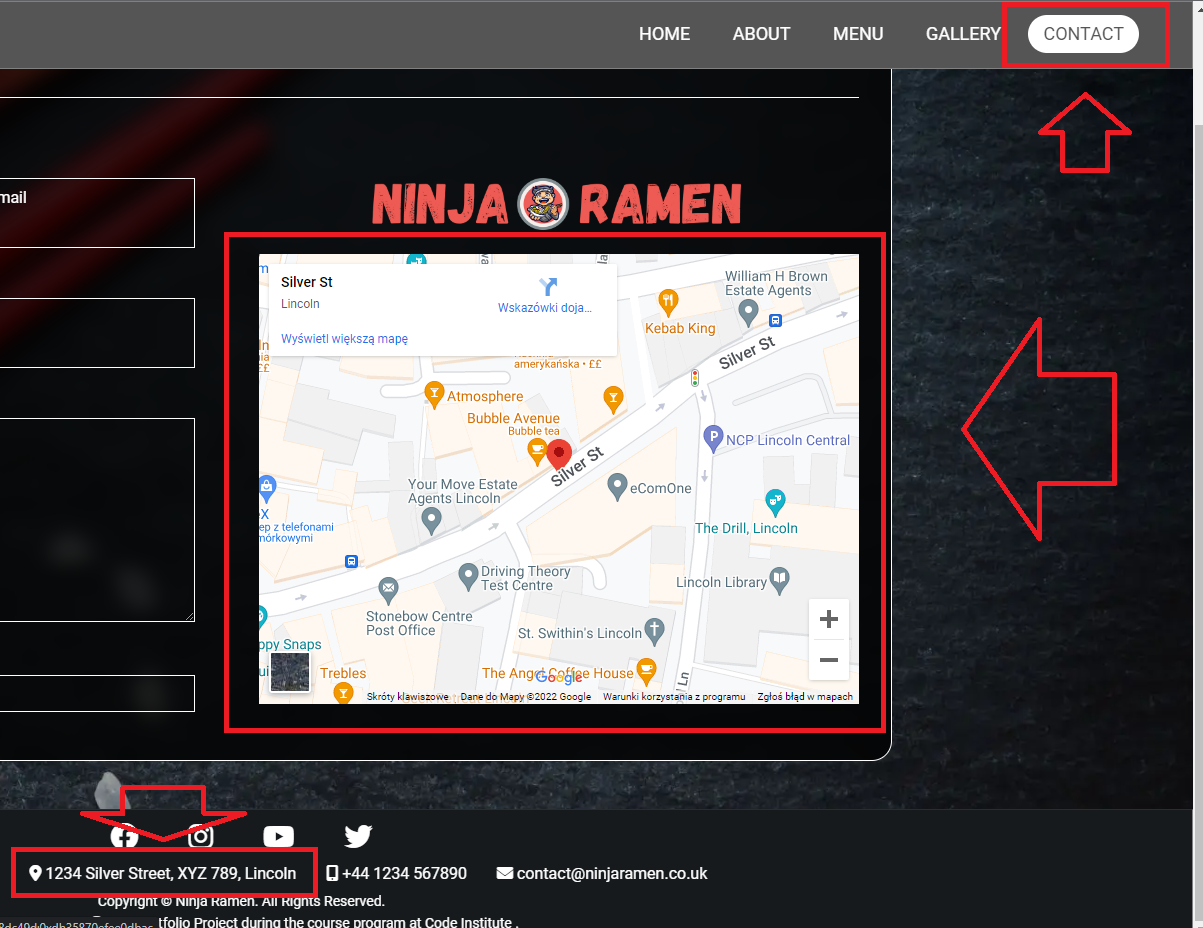 HOME ABOUT MENU GALLERY CONTACT
mail
NINJA RAMEN
Silver St
Lincoln
Wskazówki doja...
Wyświetl większą mapę
William H Brown
Estate Agents
Kebab King
Silver St
amerykańska • ££
££
Atmosphere
Bubble Avenue
Bubble tea
NCP Lincoln Central
Silver St
Your Move Estate
Agents Lincoln
eComOne
ep z telefonami
mórkowymi
The Drill, Lincoln
Driving Theory
Test Centre
Lincoln Library
Stonebow Centre
Post Office
St. Swithin's Lincoln
ppy Snaps
Trebles
The Angel Coffee House
Google
Ln
Skróty klawiszowe Dane do Mapy ©2022 Google Warunki korzystania z programu Zgłoś błąd w mapach
1234 Silver Street, XYZ 789, Lincoln +44 1234 567890 contact@ninjaramen.co.uk
Copyright © Ninja Ramen. All Rights Reserved.
tfolio Project during the course program at Code Institute .